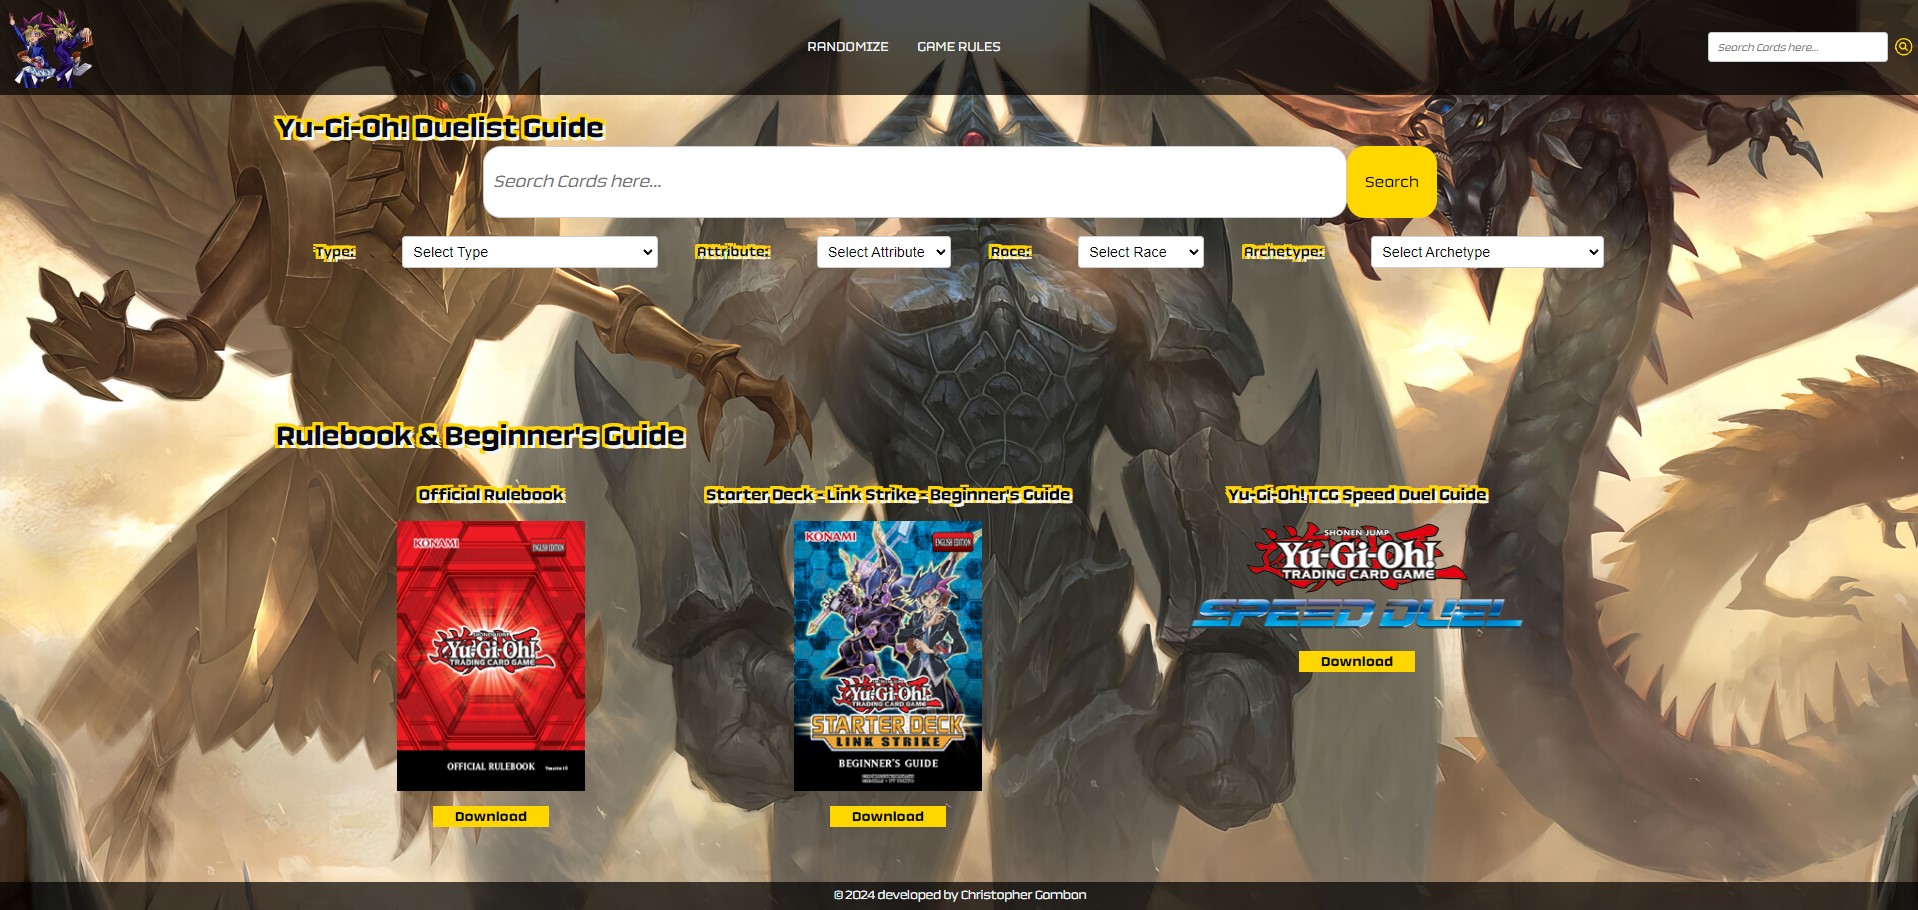 RANDOMIZE GAME RULES
Search Cards here...
Yu-Gi-Oh! Duelist Guide
Search Cards here...
Search
Type:
Select Type
Attribute:
Select Attribute
Race:
Select Race
Archetype:
Select Archetype
Rulebook & Beginner's Guide
Official Rulebook
KONAMI
ENGLISH EDITION
Yu-Gi-Oh!
TRADING CARD GAME
OFFICIAL RULEBOOK
Download
Starter Deck - Link Strike - Beginner's Guide
KONAMI
ENGLISH EDITION
Yu-Gi-Oh!
TRADING CARD GAME
STARTER DECK
LINK STRIKE
BEGINNER'S GUIDE
Download
Yu-Gi-Oh! TCG Speed Duel Guide
SHONEN JUMP
Yu-Gi-Oh!
TRADING CARD GAME
SPEED DUEL
Download
© 2024 developed by Christopher Gamban